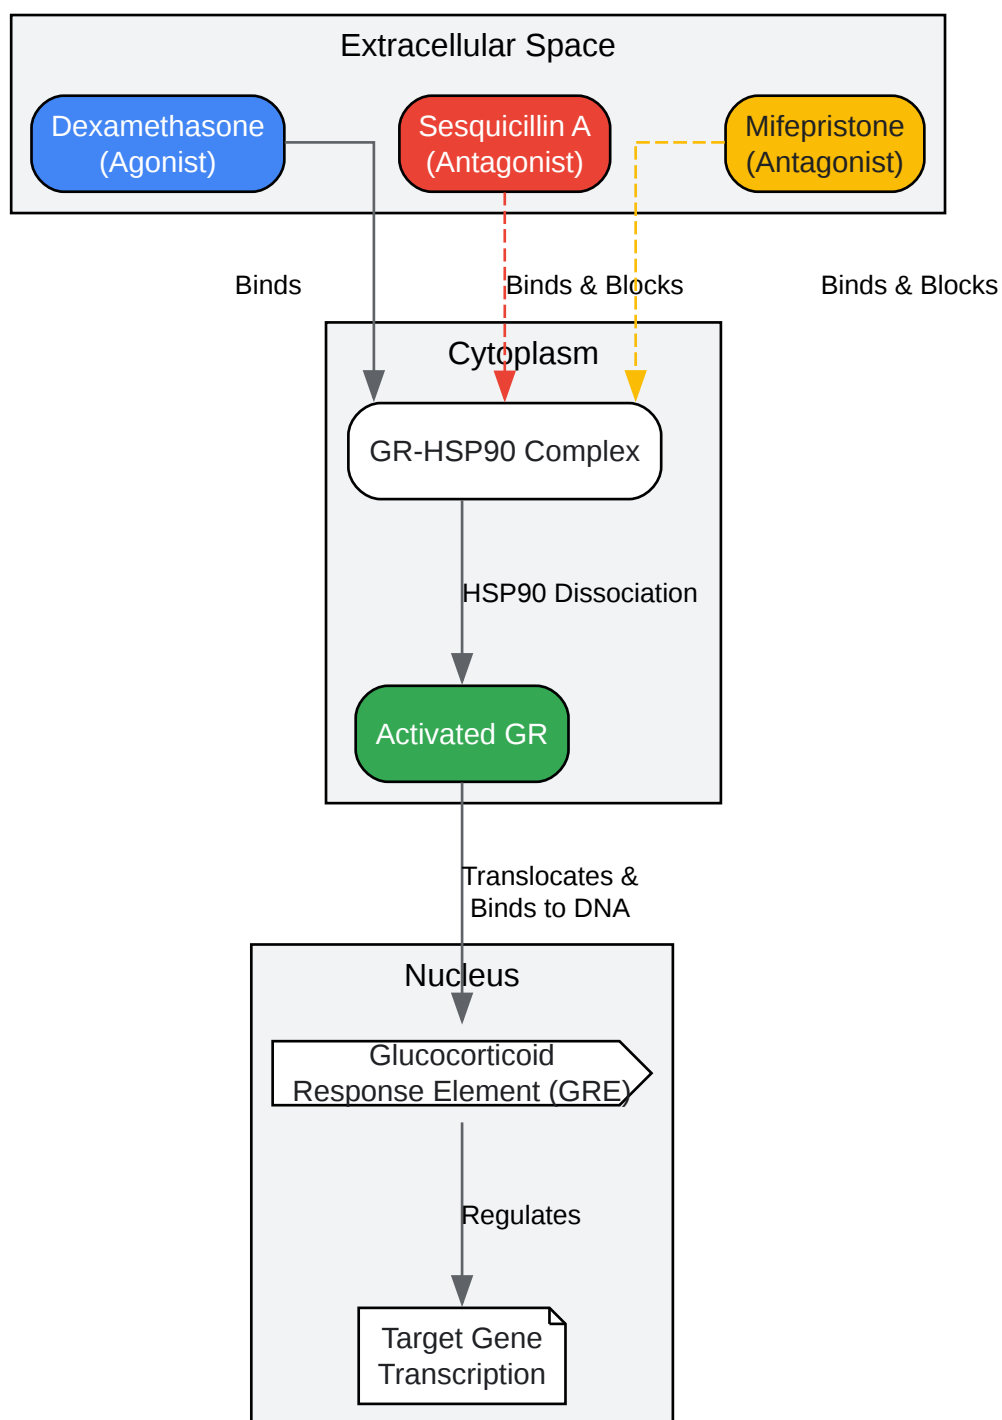 Extracellular Space
Dexamethasone
(Agonist)
Sesquicillin A
(Antagonist)
Mifepristone
(Antagonist)
Binds
Binds & Blocks
Binds & Blocks
Cytoplasm
GR-HSP90 Complex
HSP90 Dissociation
Activated GR
Translocates &
Binds to DNA
Nucleus
Glucocorticoid
Response Element (GRE)
Regulates
Target Gene
Transcription